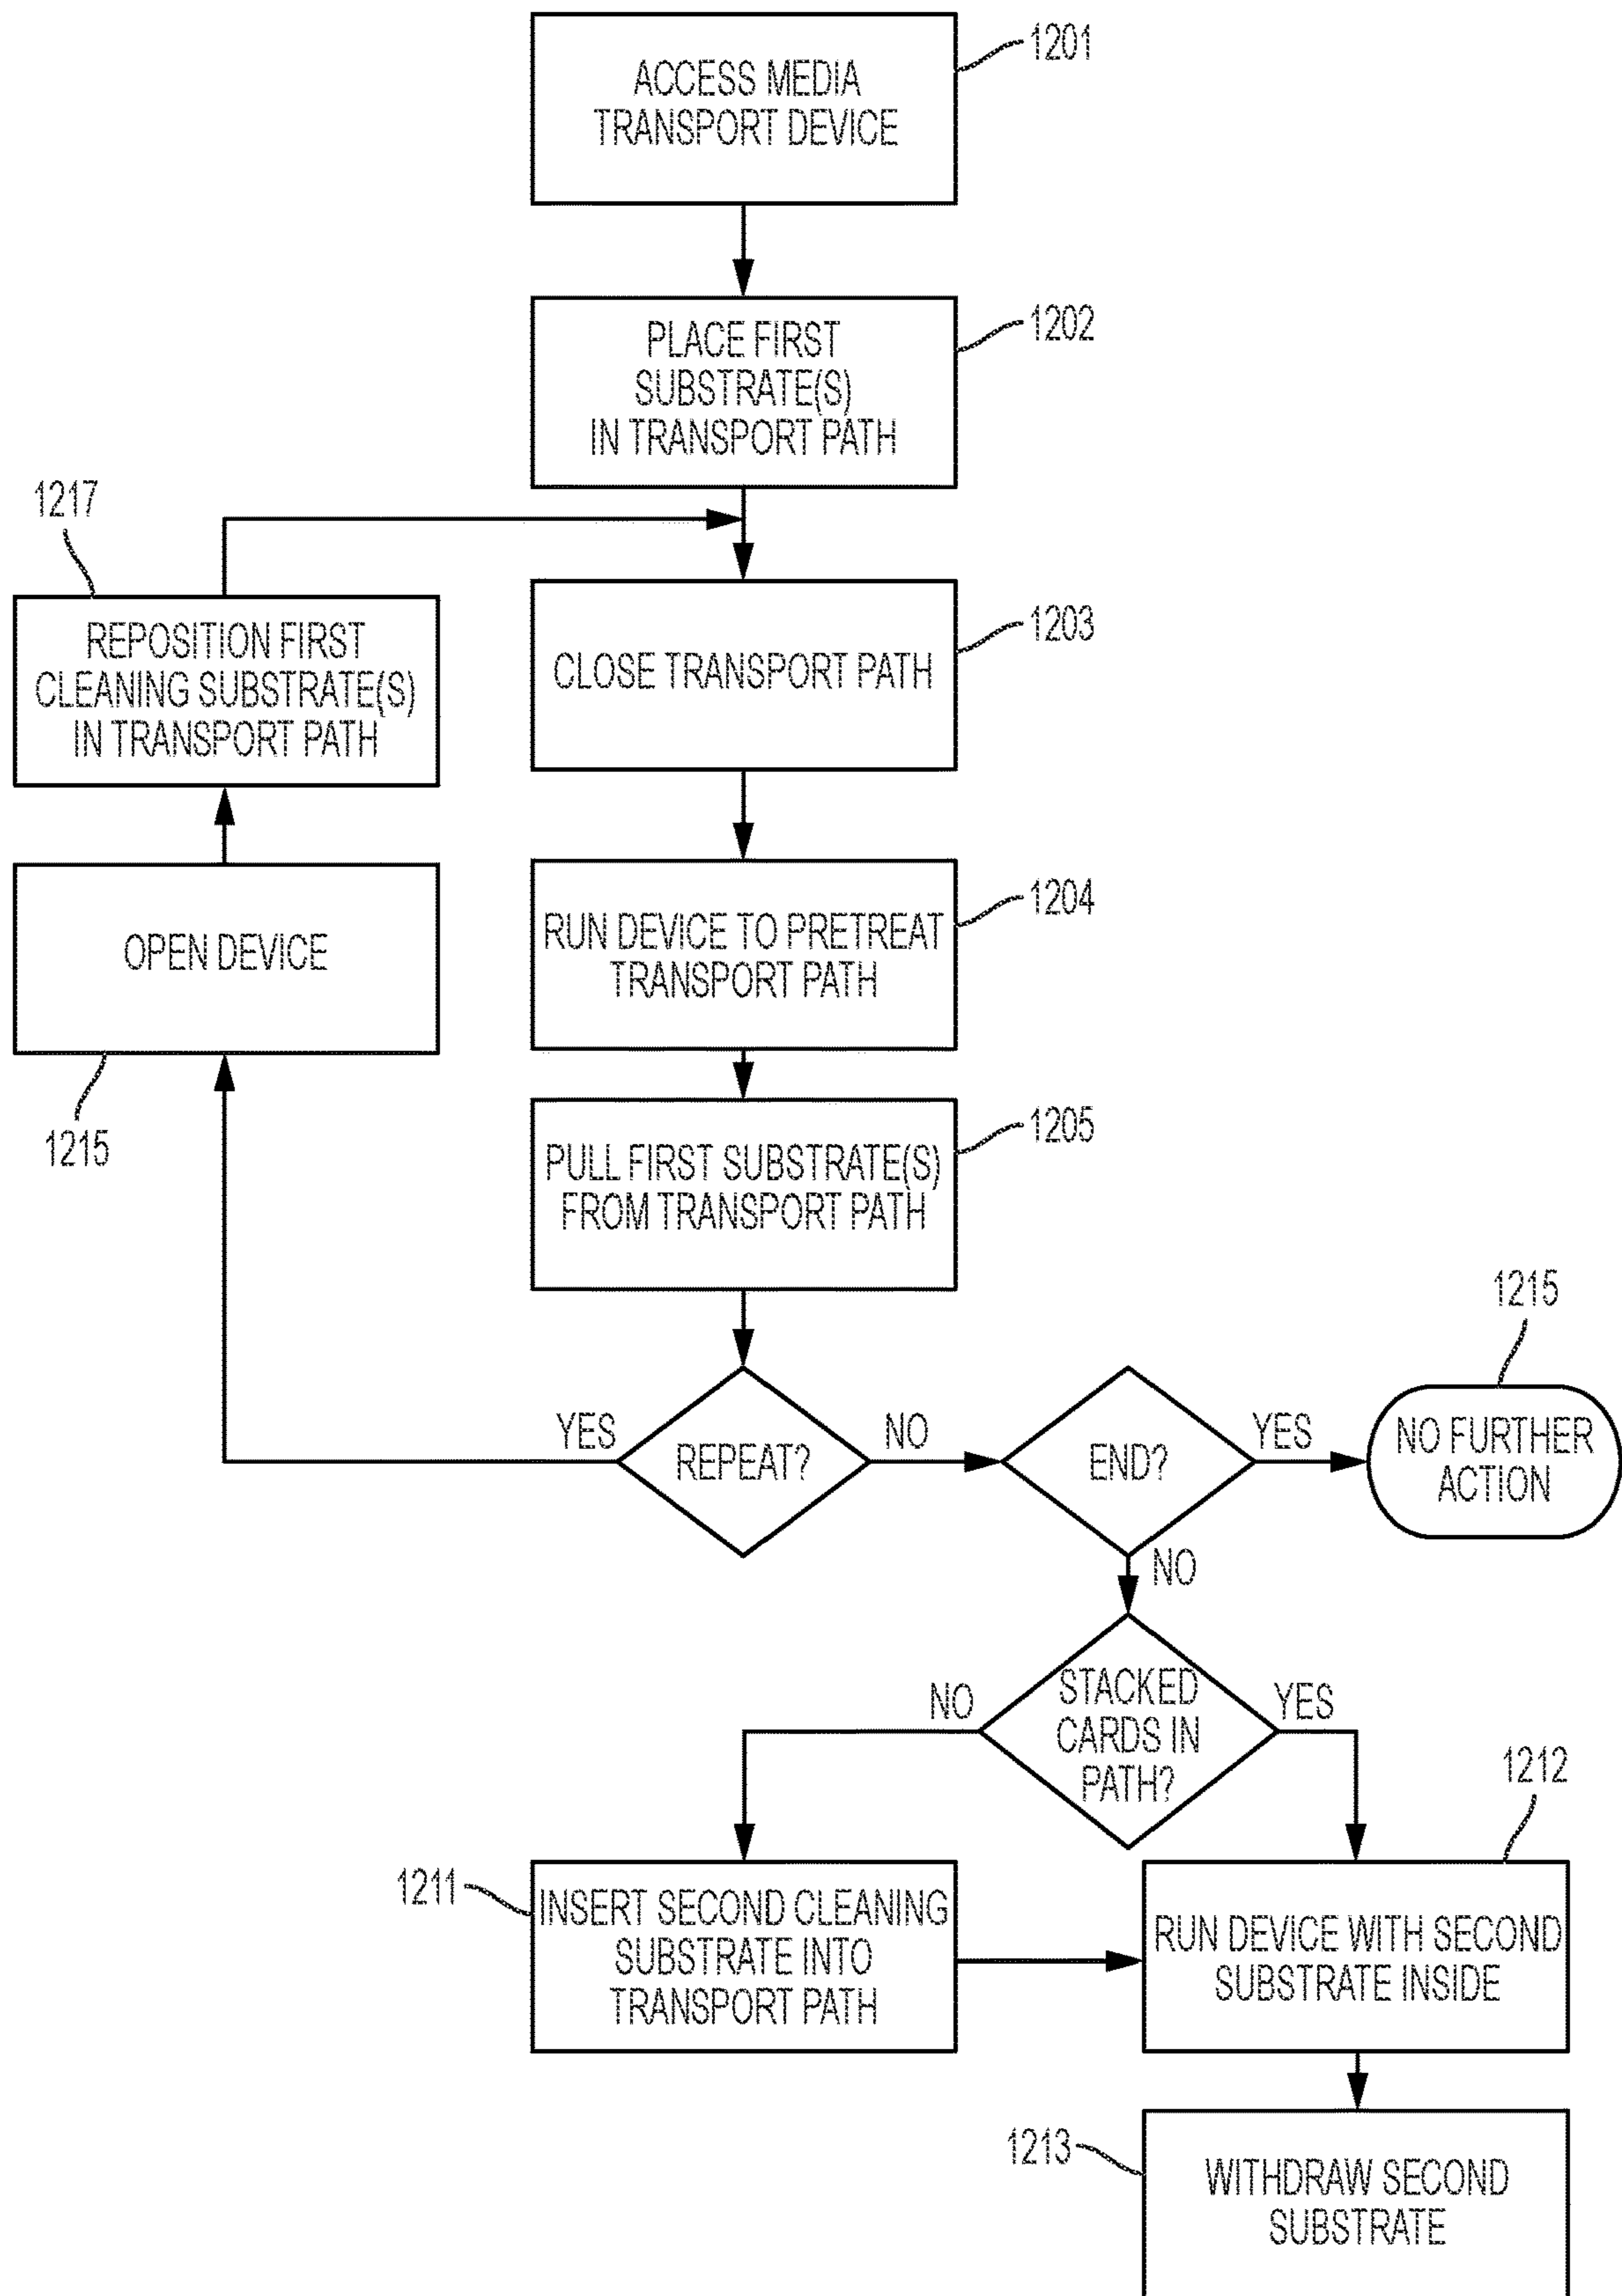 1201
ACCESS MEDIA
TRANSPORT DEVICE
1202
PLACE FIRST
SUBSTRATE(S)
IN TRANSPORT PATH
1217
REPOSITION FIRST
CLEANING SUBSTRATE(S)
IN TRANSPORT PATH
1203
CLOSE TRANSPORT PATH
1204
RUN DEVICE TO PRETREAT
TRANSPORT PATH
OPEN DEVICE
1215
1205
PULL FIRST SUBSTRATE(S)
FROM TRANSPORT PATH
1215
YES
REPEAT?
NO
END?
YES
NO FURTHER
ACTION
NO
NO
STACKED
CARDS IN
PATH?
YES
1212
1211
INSERT SECOND CLEANING
SUBSTRATE INTO
TRANSPORT PATH
RUN DEVICE WITH SECOND
SUBSTRATE INSIDE
1213
WITHDRAW SECOND
SUBSTRATE